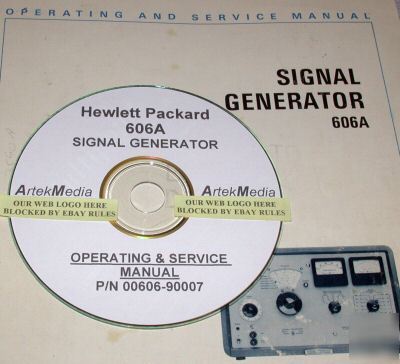 OPERATING AND SERVICE MANUAL
SIGNAL
GENERATOR
606A
Hewlett Packard
606A
SIGNAL GENERATOR
ArtekMedia
ArtekMedia
OUR WEB LOGO HERE
BLOCKED BY EBAY RULES
OUR WEB LOGO HERE
BLOCKED BY EBAY RULES
OPERATING & SERVICE
MANUAL
P/N 00606-90007